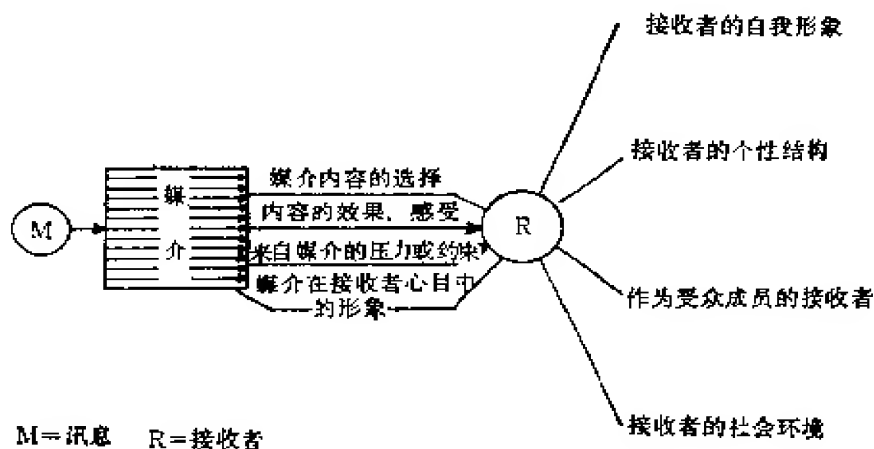 接收者的自我形象
接收者的个性结构
媒介内容的选择
媒
M
内容的效果、感受
R
介
来自媒介的压力或约束
媒介在接收者心目中
的形象
作为受众成员的接收者
接收者的社会环境
M=讯息 R=接收者